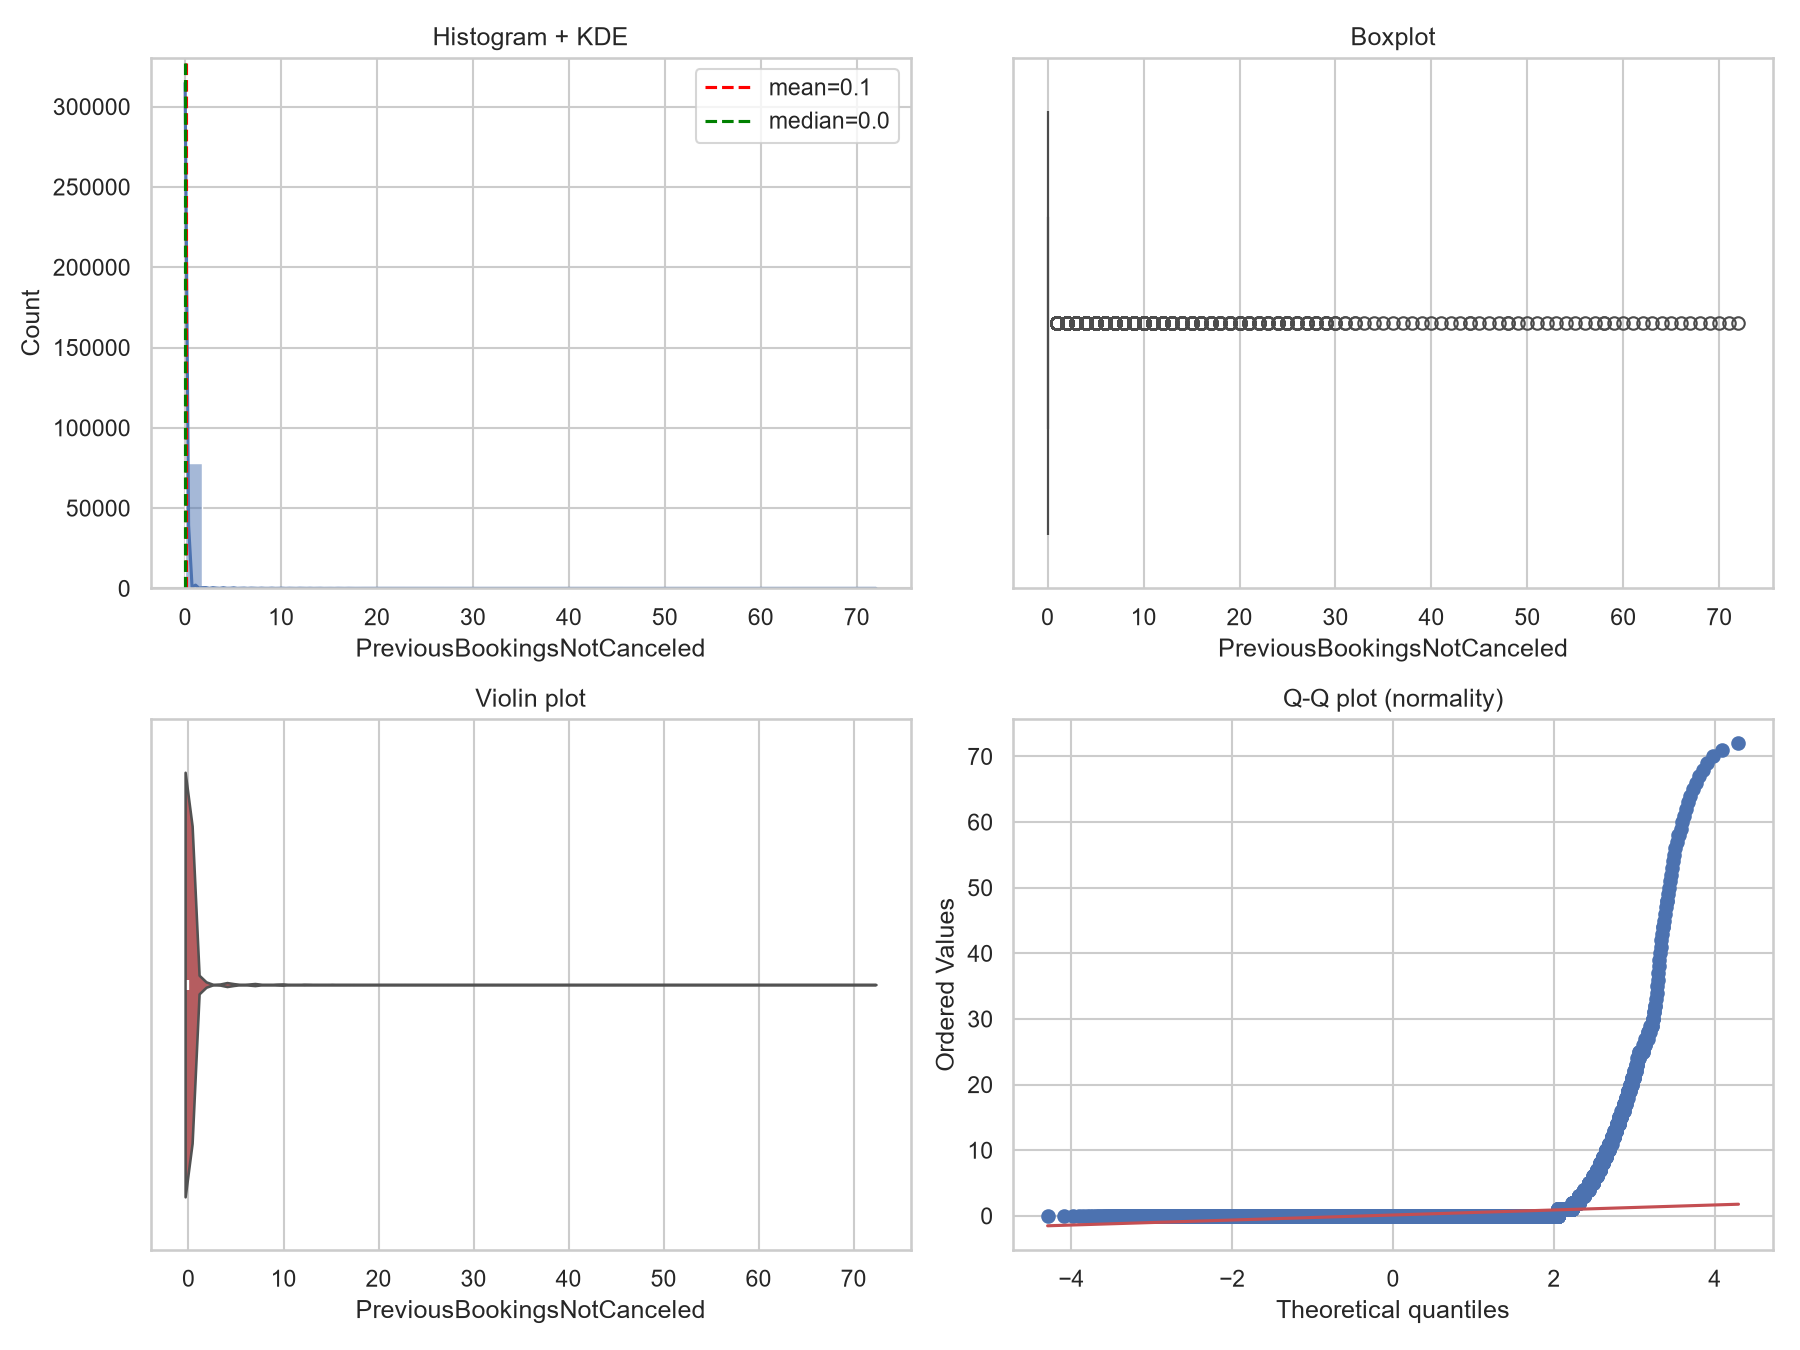 Histogram + KDE
mean=0.1
median=0.0
Count
300000
250000
200000
150000
100000
50000
0
0 10 20 30 40 50 60 70
PreviousBookingsNotCanceled
Boxplot
0 10 20 30 40 50 60 70
PreviousBookingsNotCanceled
Violin plot
0 10 20 30 40 50 60 70
PreviousBookingsNotCanceled
Q-Q plot (normality)
Ordered Values
70
60
50
40
30
20
10
0
−4 −2 0 2 4
Theoretical quantiles